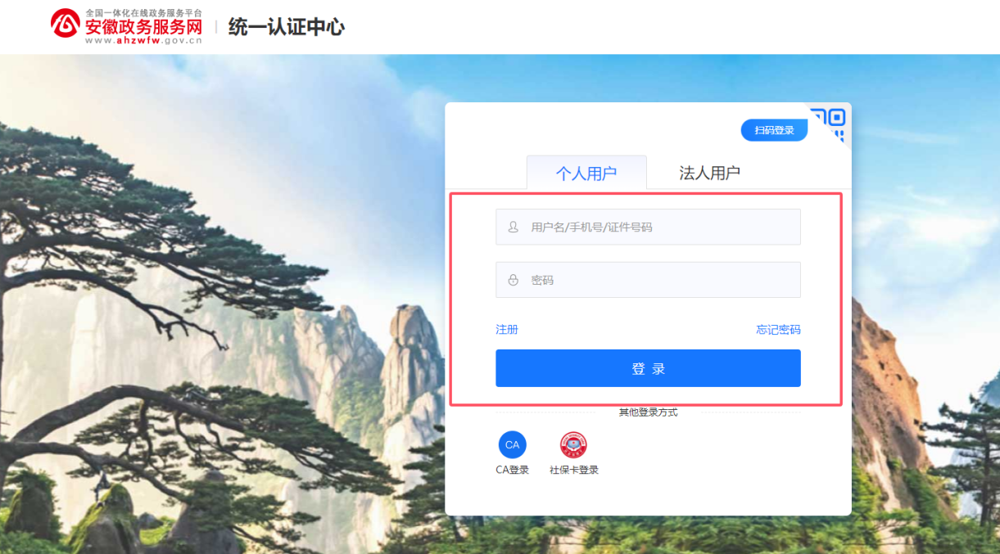 全国一体化在线政务服务平台
安徽政务服务网
www.ahzwfw.gov.cn
统一认证中心
扫码登录
个人用户
法人用户
用户名/手机号/证件号码
密码
注册
忘记密码
登 录
其他登录方式
CA
CA登录
社保卡登录